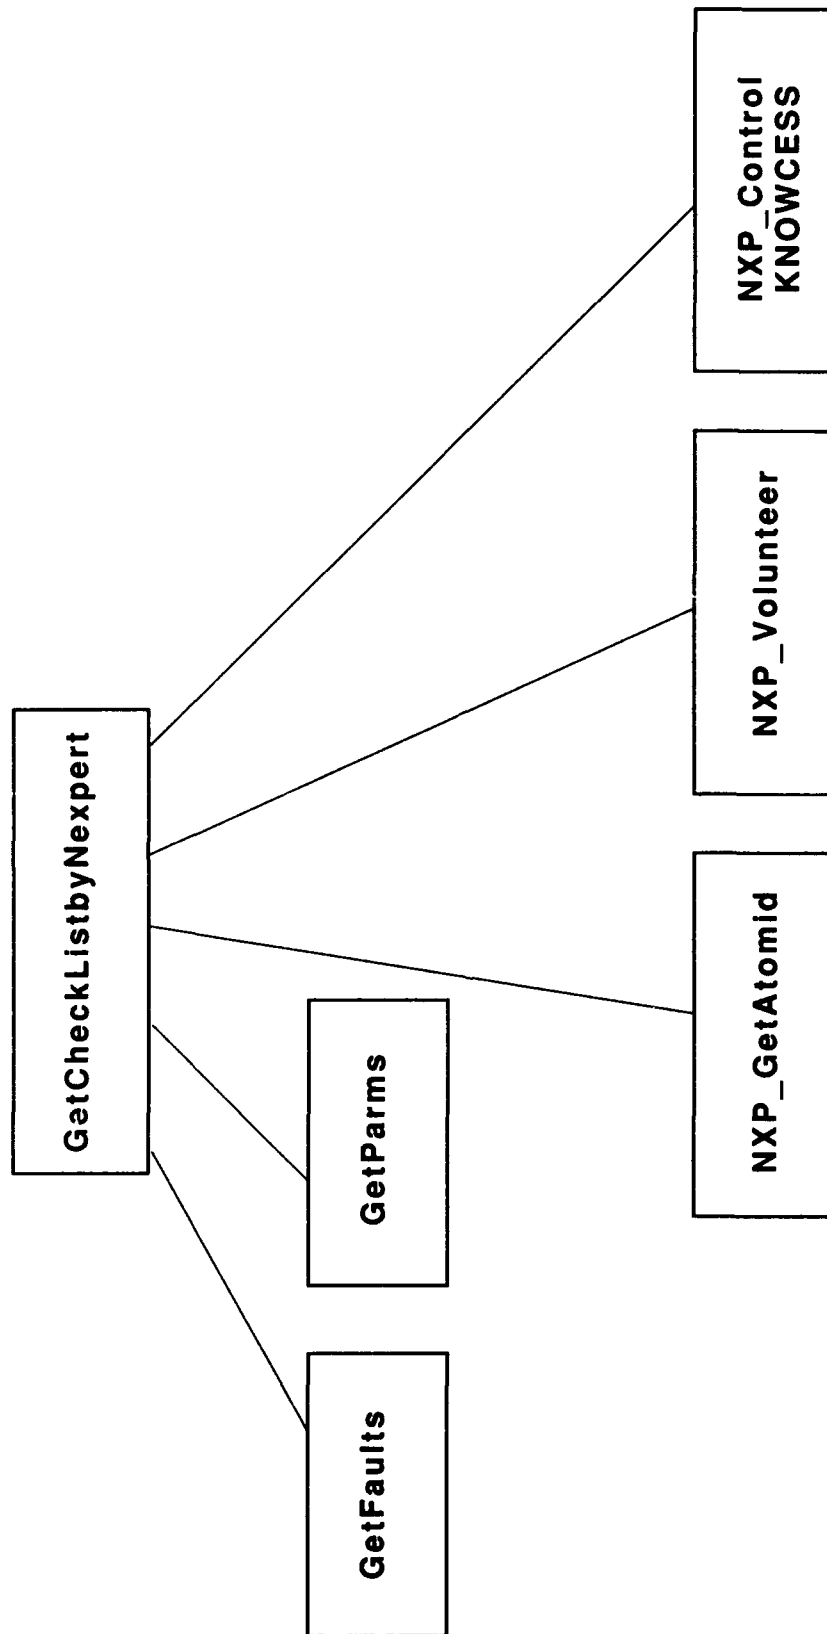 GetCheckListbyNexpert
GetFaults
GetParms
NXP_GetAtomid
NXP_Volunteer
NXP_Control
KNOWCESS